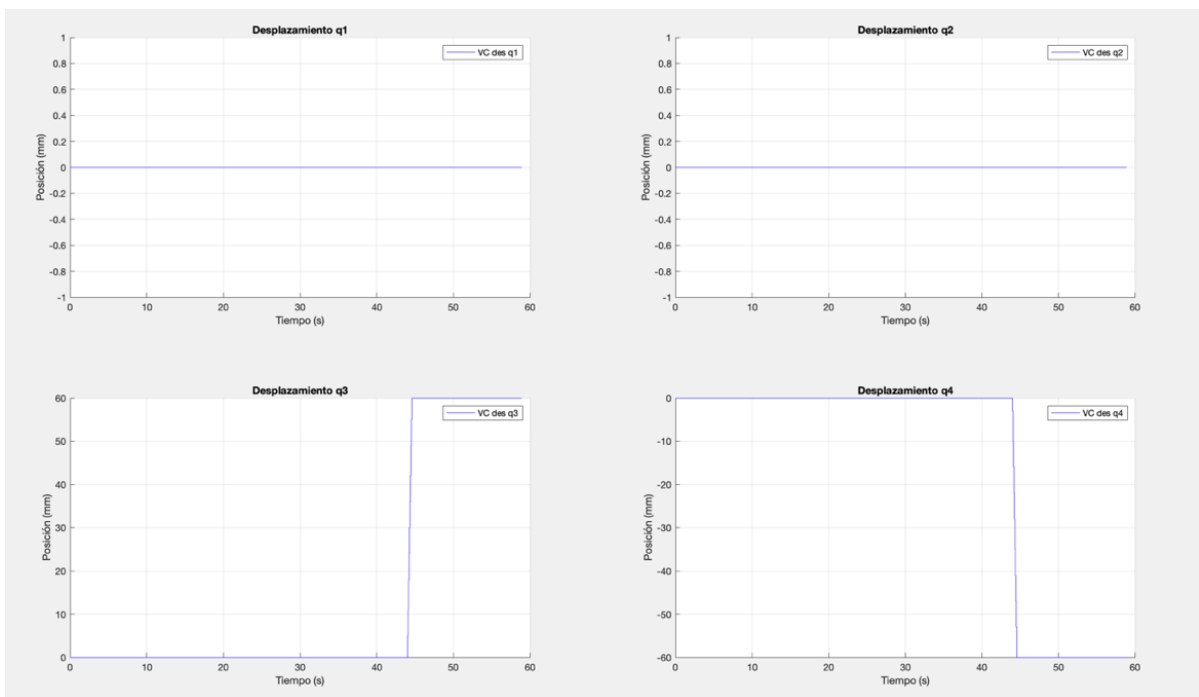 Desplazamiento q1
VC des q1
Posición (mm)
1
0.8
0.6
0.4
0.2
0
-0.2
-0.4
-0.6
-0.8
-1
0 10 20 30 40 50 60
Tiempo (s)
Desplazamiento q2
VC des q2
Posición (mm)
1
0.8
0.6
0.4
0.2
0
-0.2
-0.4
-0.6
-0.8
-1
0 10 20 30 40 50 60
Tiempo (s)
Desplazamiento q3
VC des q3
Posición (mm)
60
50
40
30
20
10
0
0 10 20 30 40 50 60
Tiempo (s)
Desplazamiento q4
VC des q4
Posición (mm)
0
-10
-20
-30
-40
-50
-60
0 10 20 30 40 50 60
Tiempo (s)